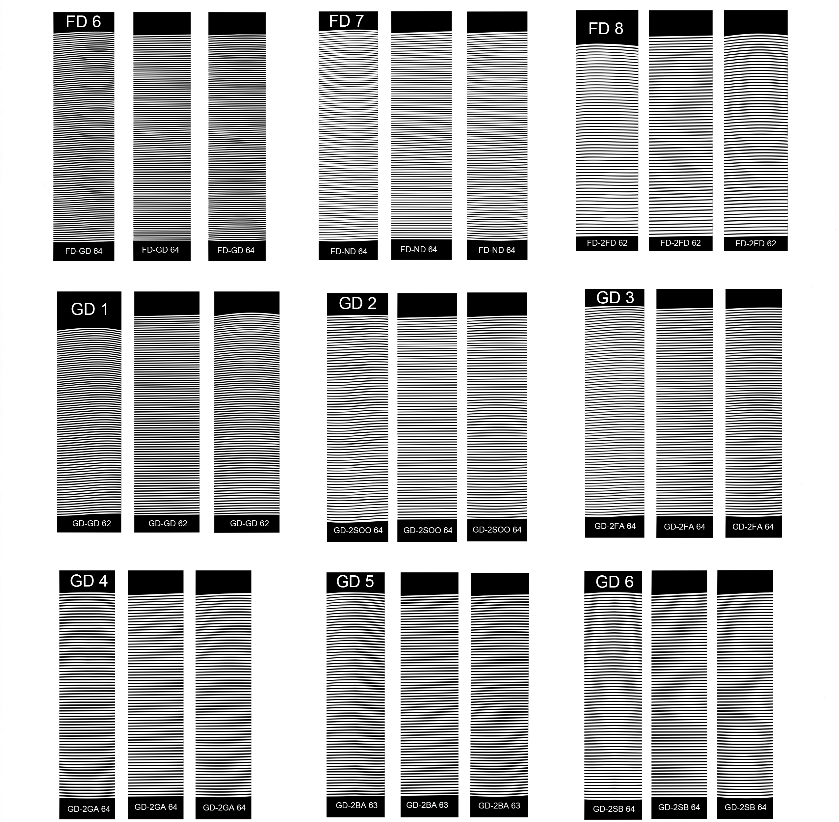 FD 6
FD-GD 64 FD-GD 64 FD-GD 64
FD 7
FD-ND 64 FD-ND 64 FD-ND 64
FD 8
FD-2FD 62 FD-2FD 62 FD-2FD 62
GD 1
GD-GD 62 GD-GD 62 GD-GD 62
GD 2
GD-2SOO 64 GD-2SOO 64 GD-2SOO 64
GD 3
GD-2FA 64 GD-2FA 64 GD-2FA 64
GD 4
GD-2GA 64 GD-2GA 64 GD-2GA 64
GD 5
GD-2BA 63 GD-2BA 63 GD-2BA 63
GD 6
GD-2SB 64 GD-2SB 64 GD-2SB 64